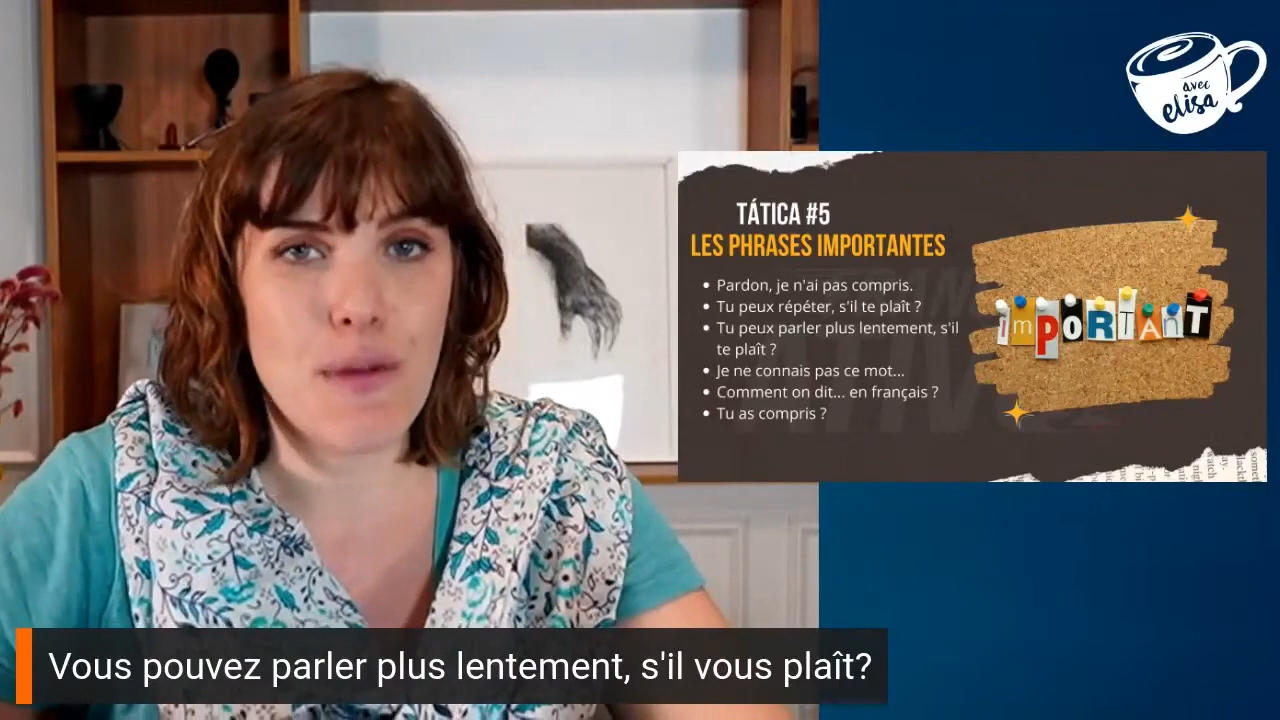 avec
elisa
TÁTICA #5
LES PHRASES IMPORTANTES
• Pardon, je n'ai pas compris.
• Tu peux répéter, s'il te plaît ?
• Tu peux parler plus lentement, s'il
te plaît ?
• Je ne connais pas ce mot...
• Comment on dit... en français ?
• Tu as compris ?
imPORTAnT
Vous pouvez parler plus lentement, s'il vous plaît?